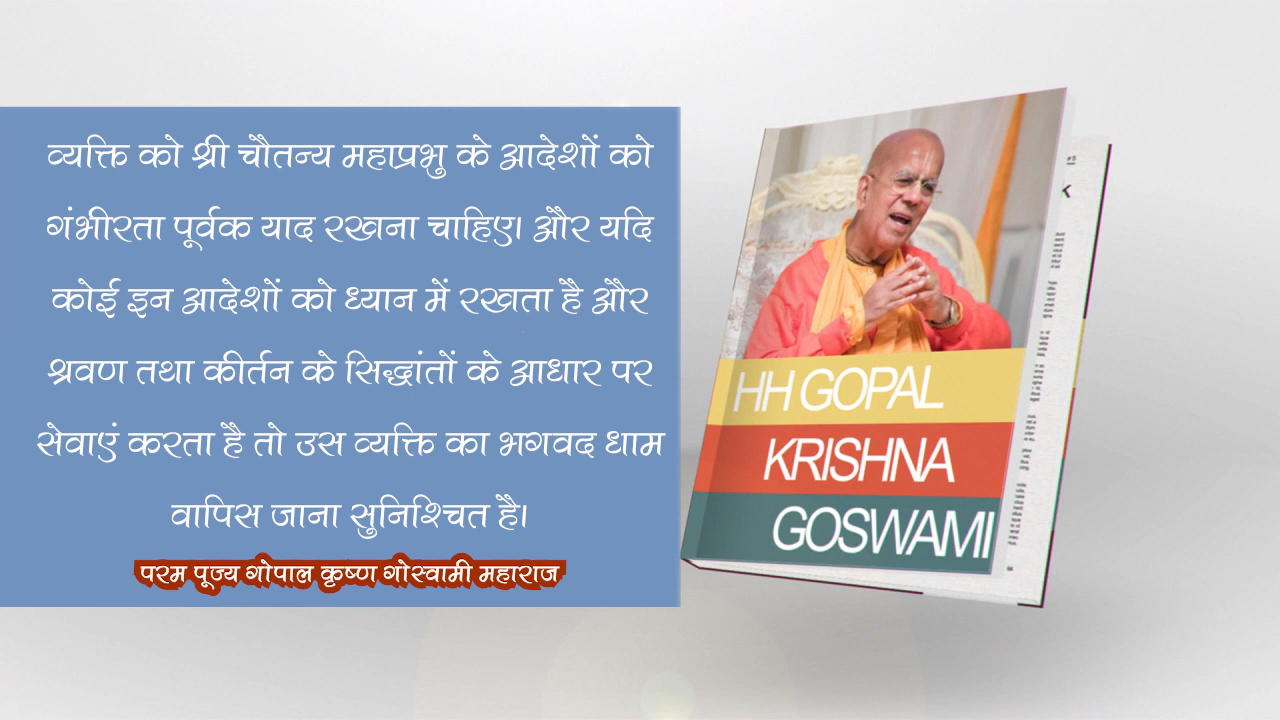 व्यक्ति को श्री चौतन्य महाप्रभु के आदेशों को
गंभीरता पूर्वक याद रखना चाहिए। और यदि
कोई इन आदेशों को ध्यान में रखता है और
श्रवण तथा कीर्तन के सिद्धांतों के आधार पर
सेवाएं करता है तो उस व्यक्ति का भगवद धाम
वापिस जाना सुनिश्चित है।
परम पूज्य गोपाल कृष्ण गोस्वामी महाराज
HH GOPAL
KRISHNA
GOSWAMI